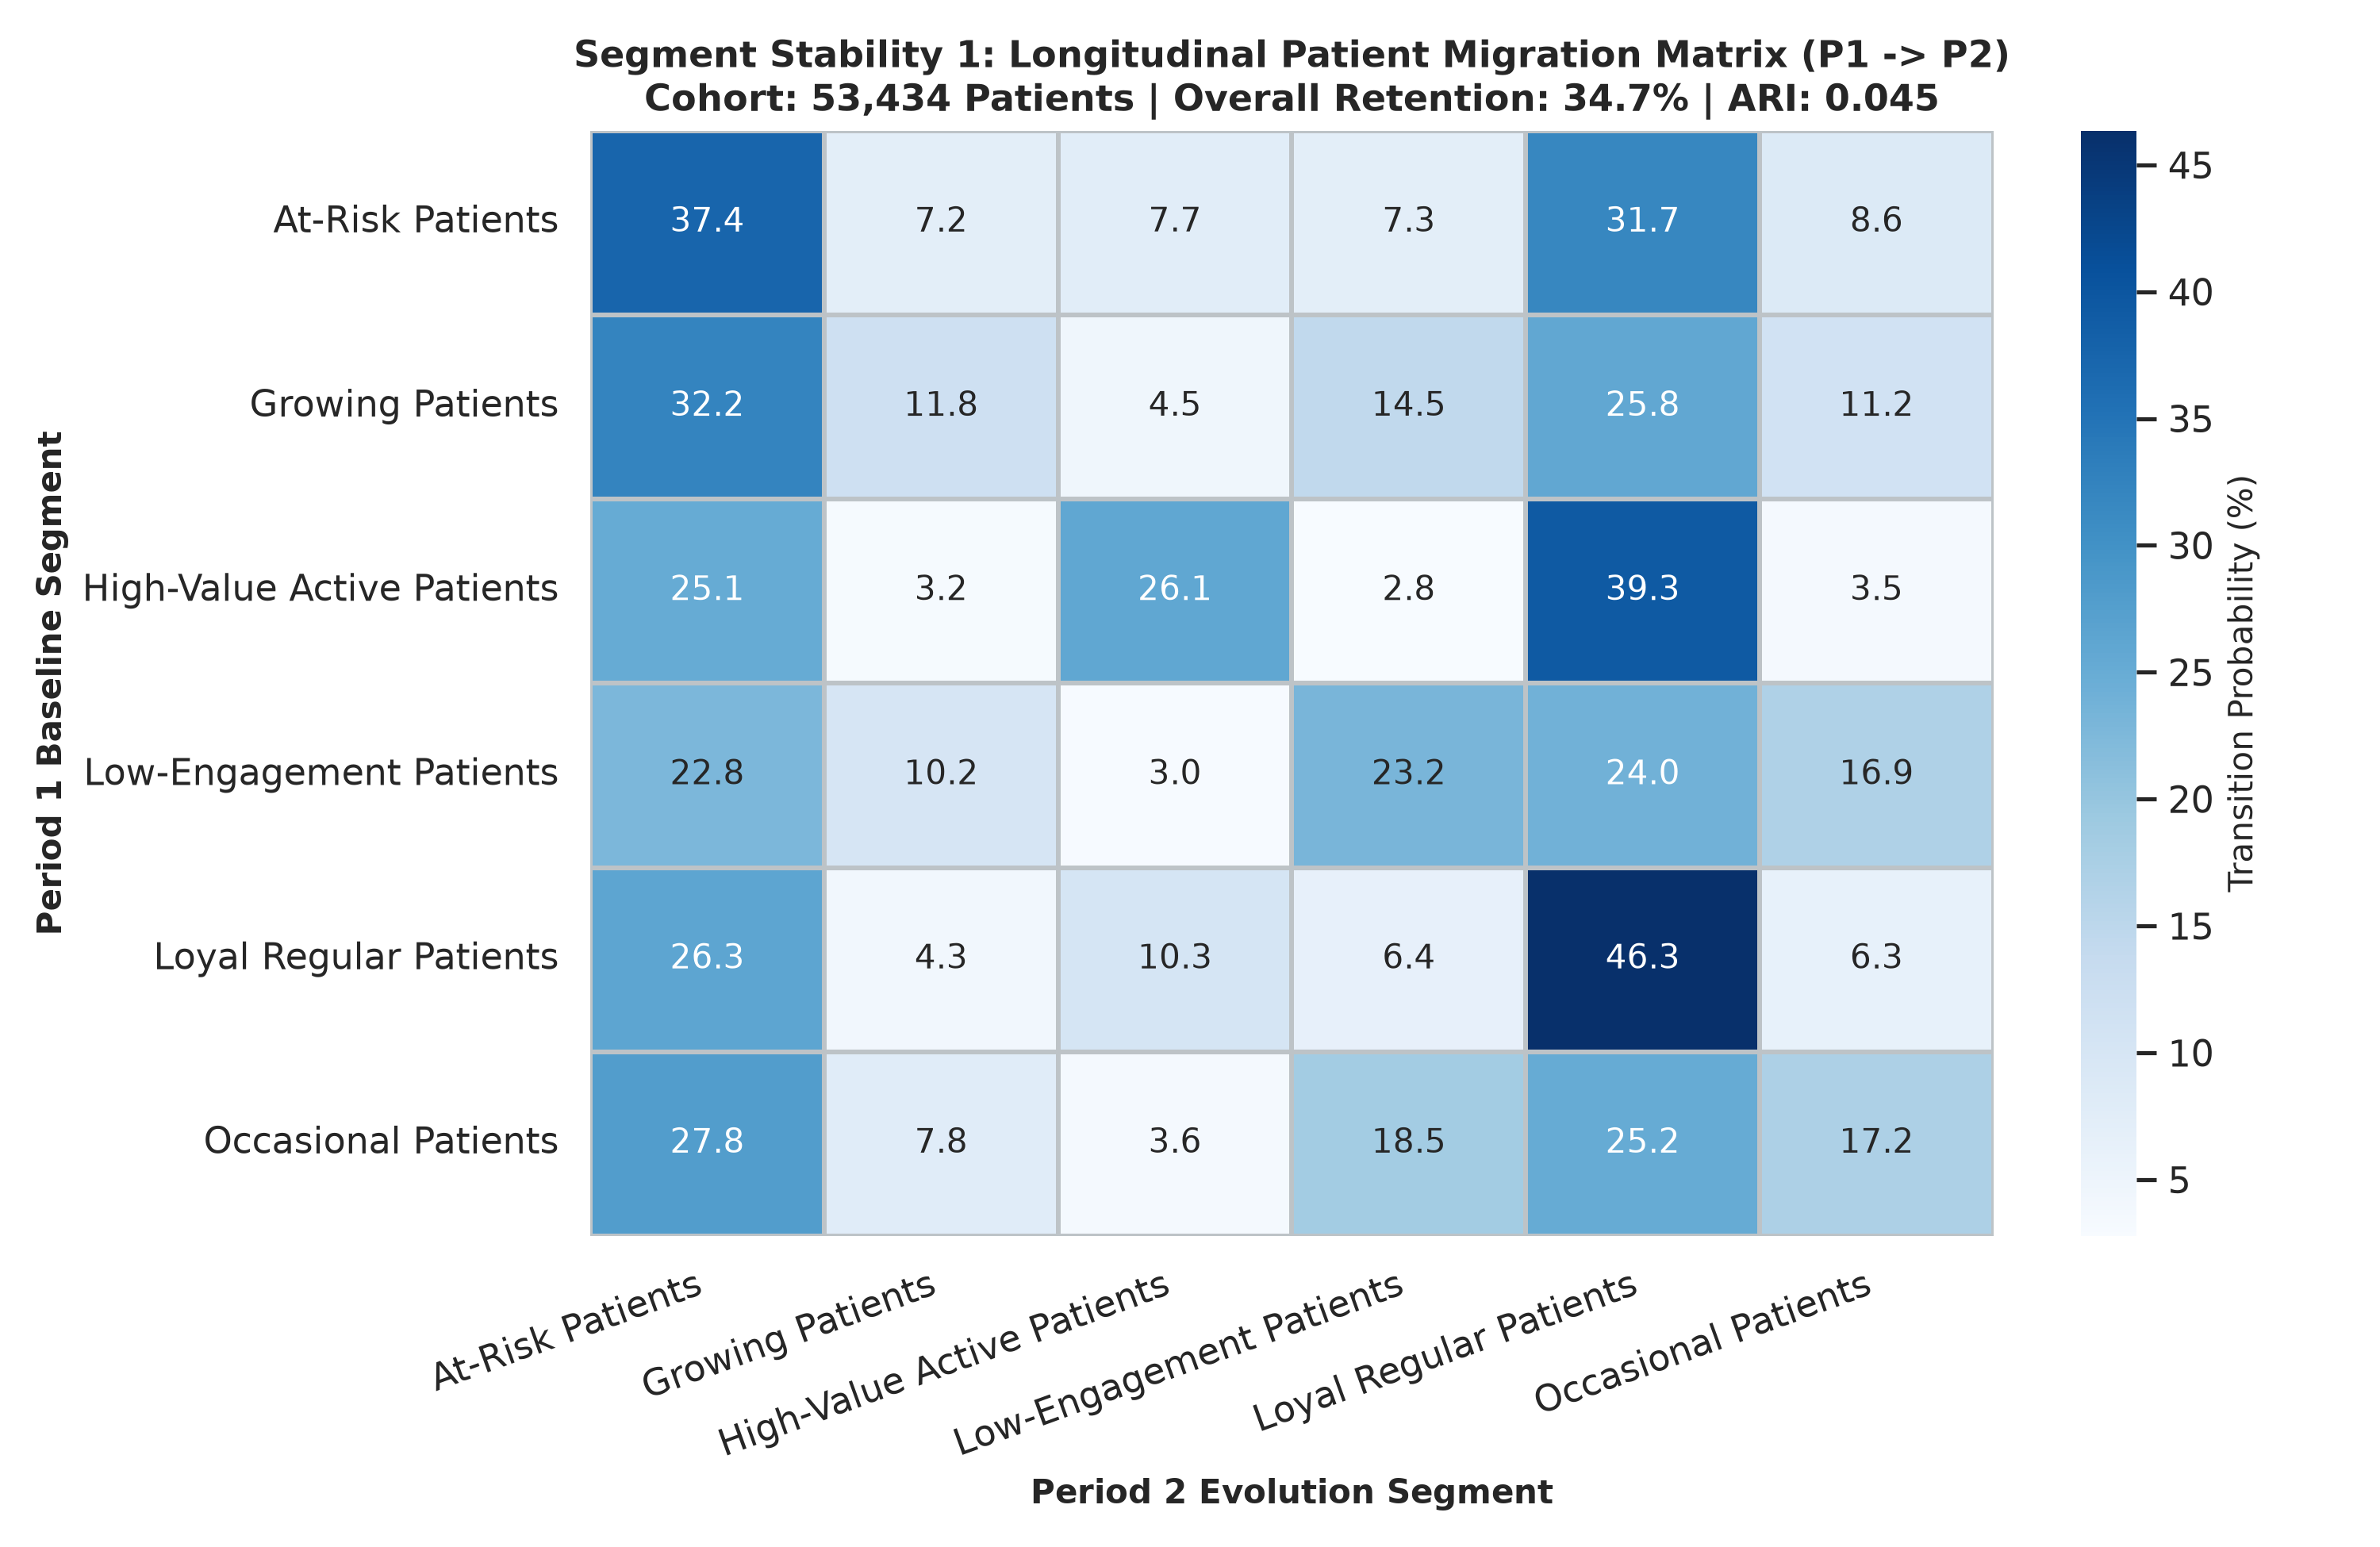 Segment Stability 1: Longitudinal Patient Migration Matrix (P1 -> P2)
Cohort: 53,434 Patients | Overall Retention: 34.7% | ARI: 0.045
Period 1 Baseline Segment
At-Risk Patients 37.4 7.2 7.7 7.3 31.7 8.6
Growing Patients 32.2 11.8 4.5 14.5 25.8 11.2
High-Value Active Patients 25.1 3.2 26.1 2.8 39.3 3.5
Low-Engagement Patients 22.8 10.2 3.0 23.2 24.0 16.9
Loyal Regular Patients 26.3 4.3 10.3 6.4 46.3 6.3
Occasional Patients 27.8 7.8 3.6 18.5 25.2 17.2
At-Risk Patients
Growing Patients
High-Value Active Patients
Low-Engagement Patients
Loyal Regular Patients
Occasional Patients
Period 2 Evolution Segment
45
40
35
30
25
20
15
10
5
Transition Probability (%)